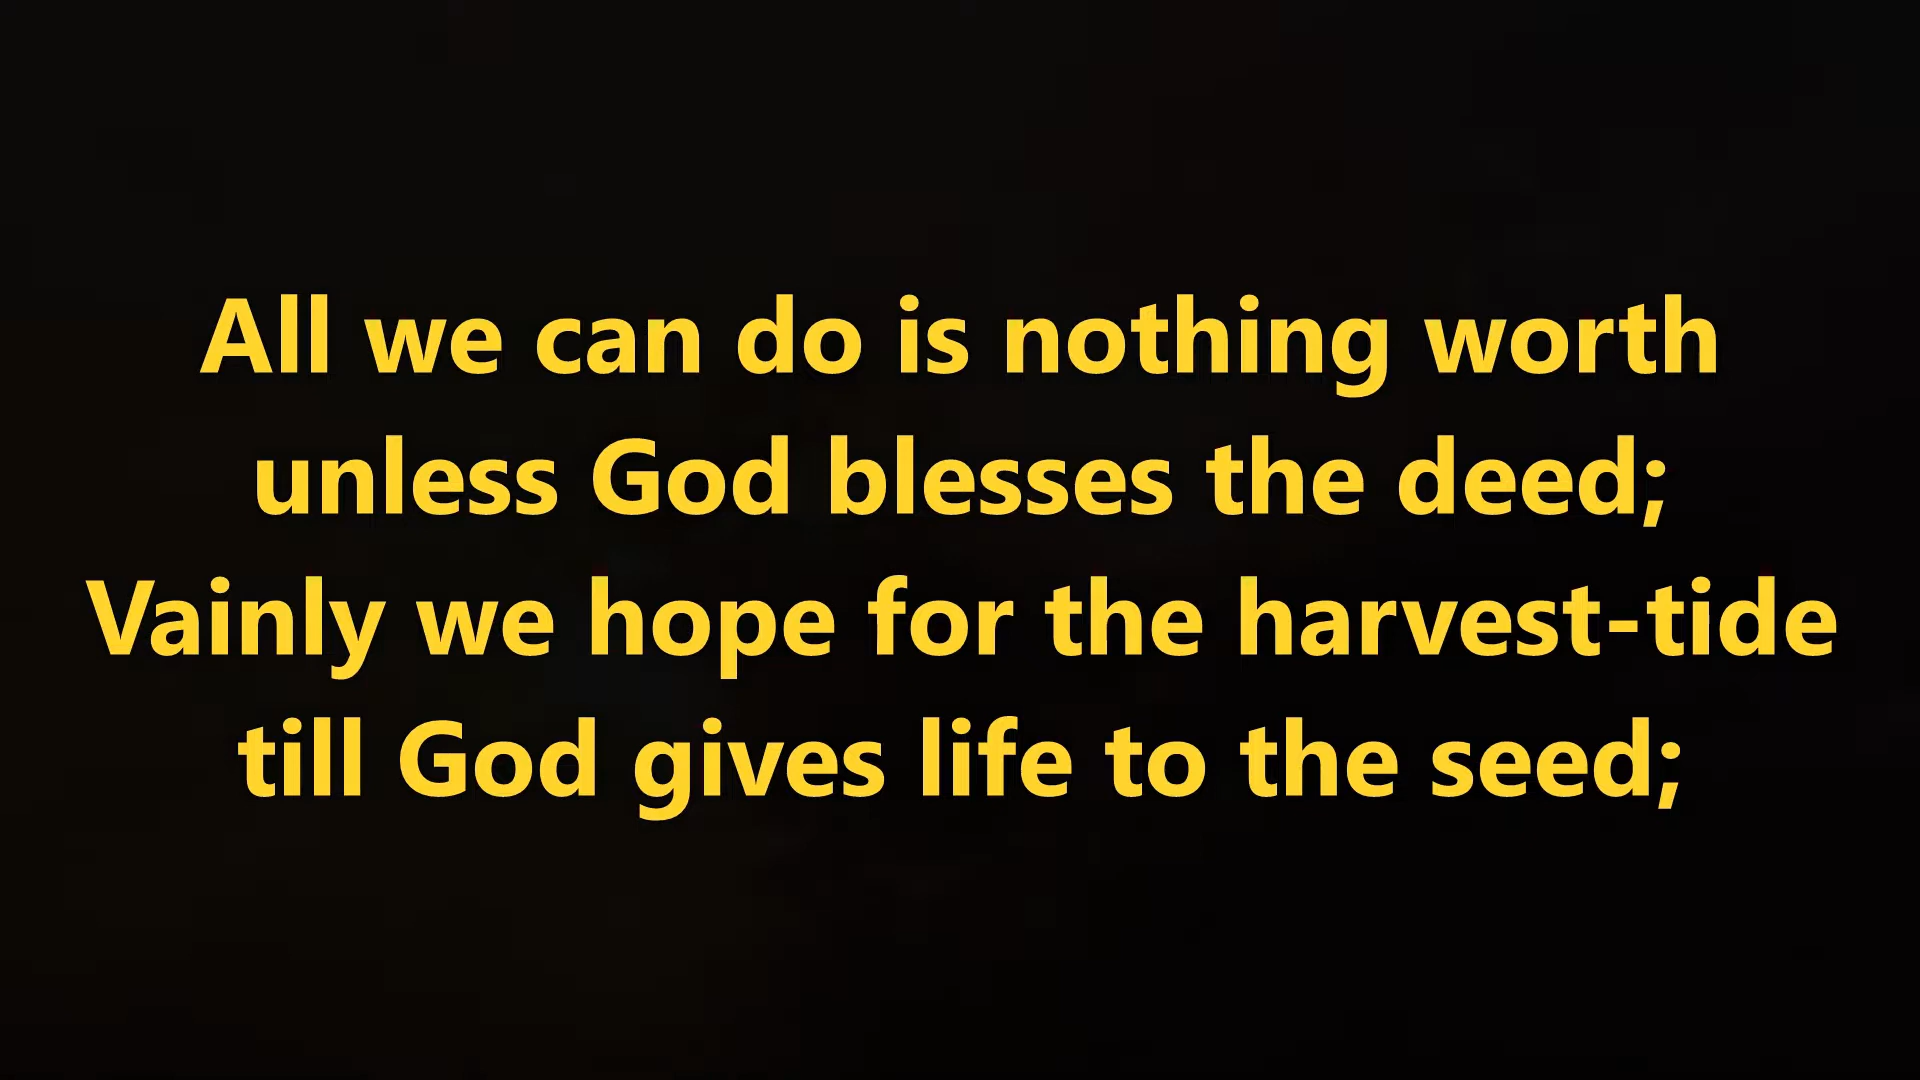 All we can do is nothing worth
unless God blesses the deed;
Vainly we hope for the harvest-tide
till God gives life to the seed;